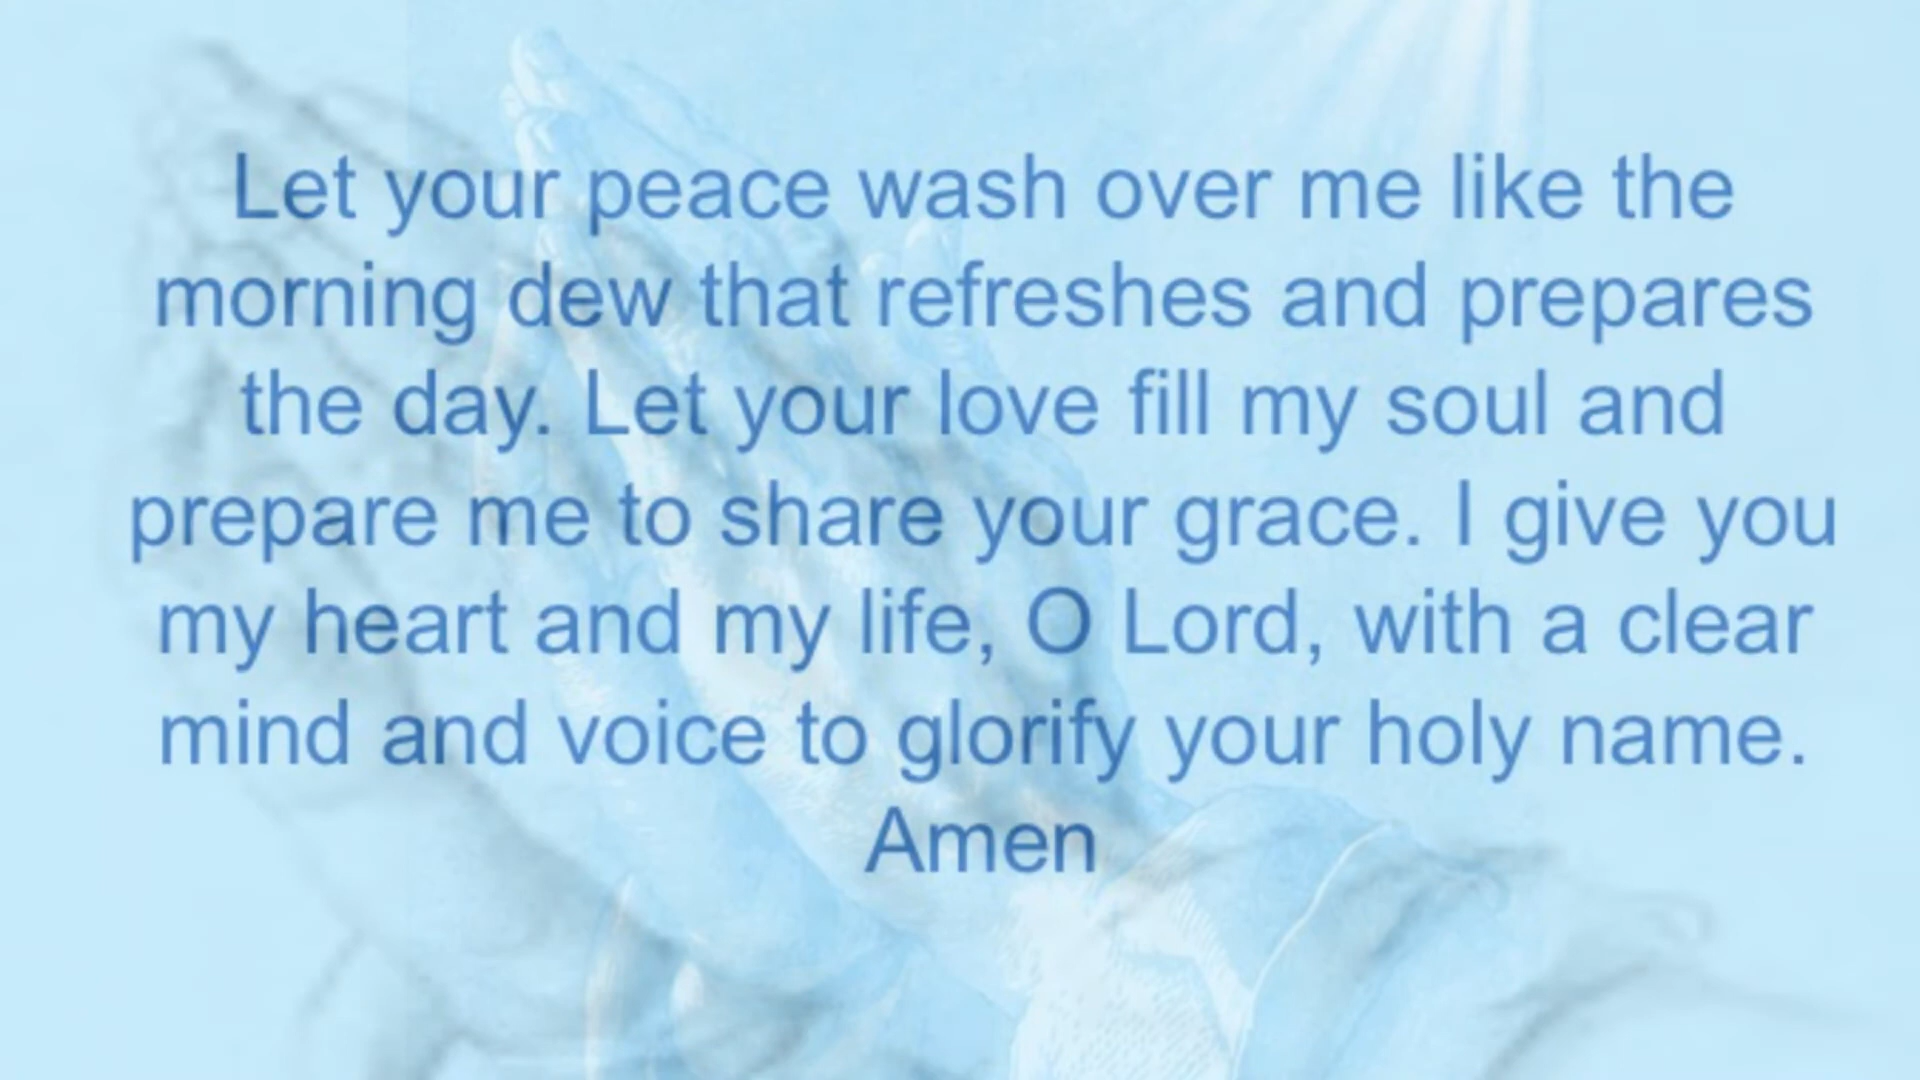 Let your peace wash over me like the
morning dew that refreshes and prepares
the day. Let your love fill my soul and
prepare me to share your grace. I give you
my heart and my life, O Lord, with a clear
mind and voice to glorify your holy name.
Amen